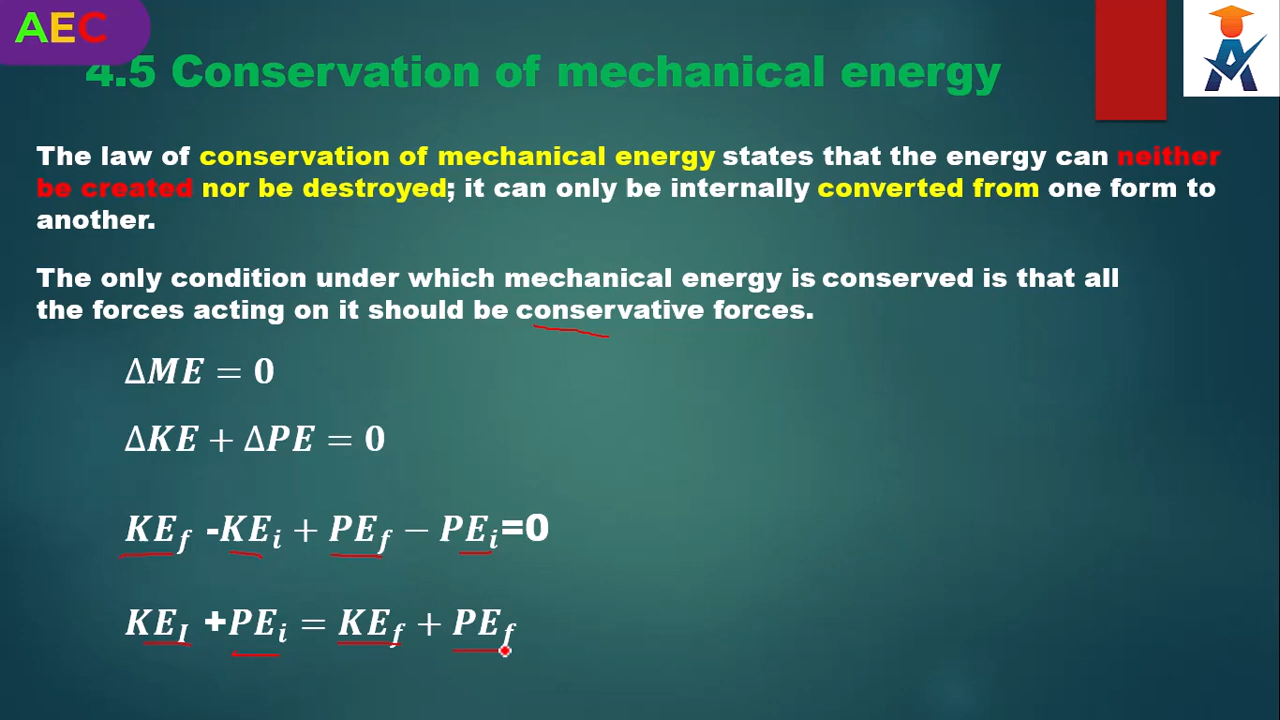 AEC
4.5 Conservation of mechanical energy
The law of conservation of mechanical energy states that the energy can neither
be created nor be destroyed; it can only be internally converted from one form to
another.
The only condition under which mechanical energy is conserved is that all
the forces acting on it should be conservative forces.
ΔME = 0
ΔKE + ΔPE = 0
KE_f -KE_i + PE_f − PE_i=0
KE_I +PE_i = KE_f + PE_f